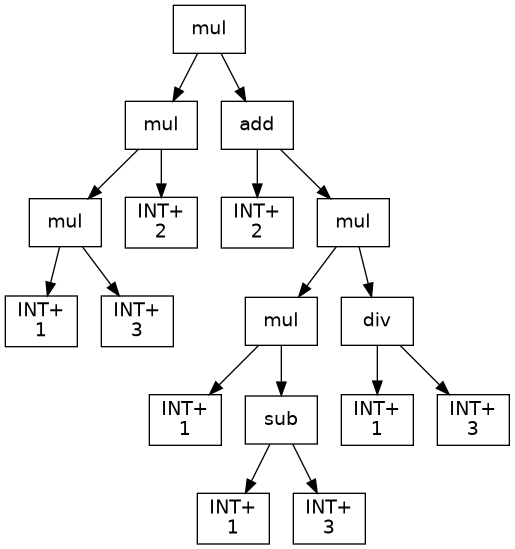 mul
mul
add
mul
INT+
2
INT+
2
mul
INT+
1
INT+
3
mul
div
INT+
1
sub
INT+
1
INT+
3
INT+
1
INT+
3